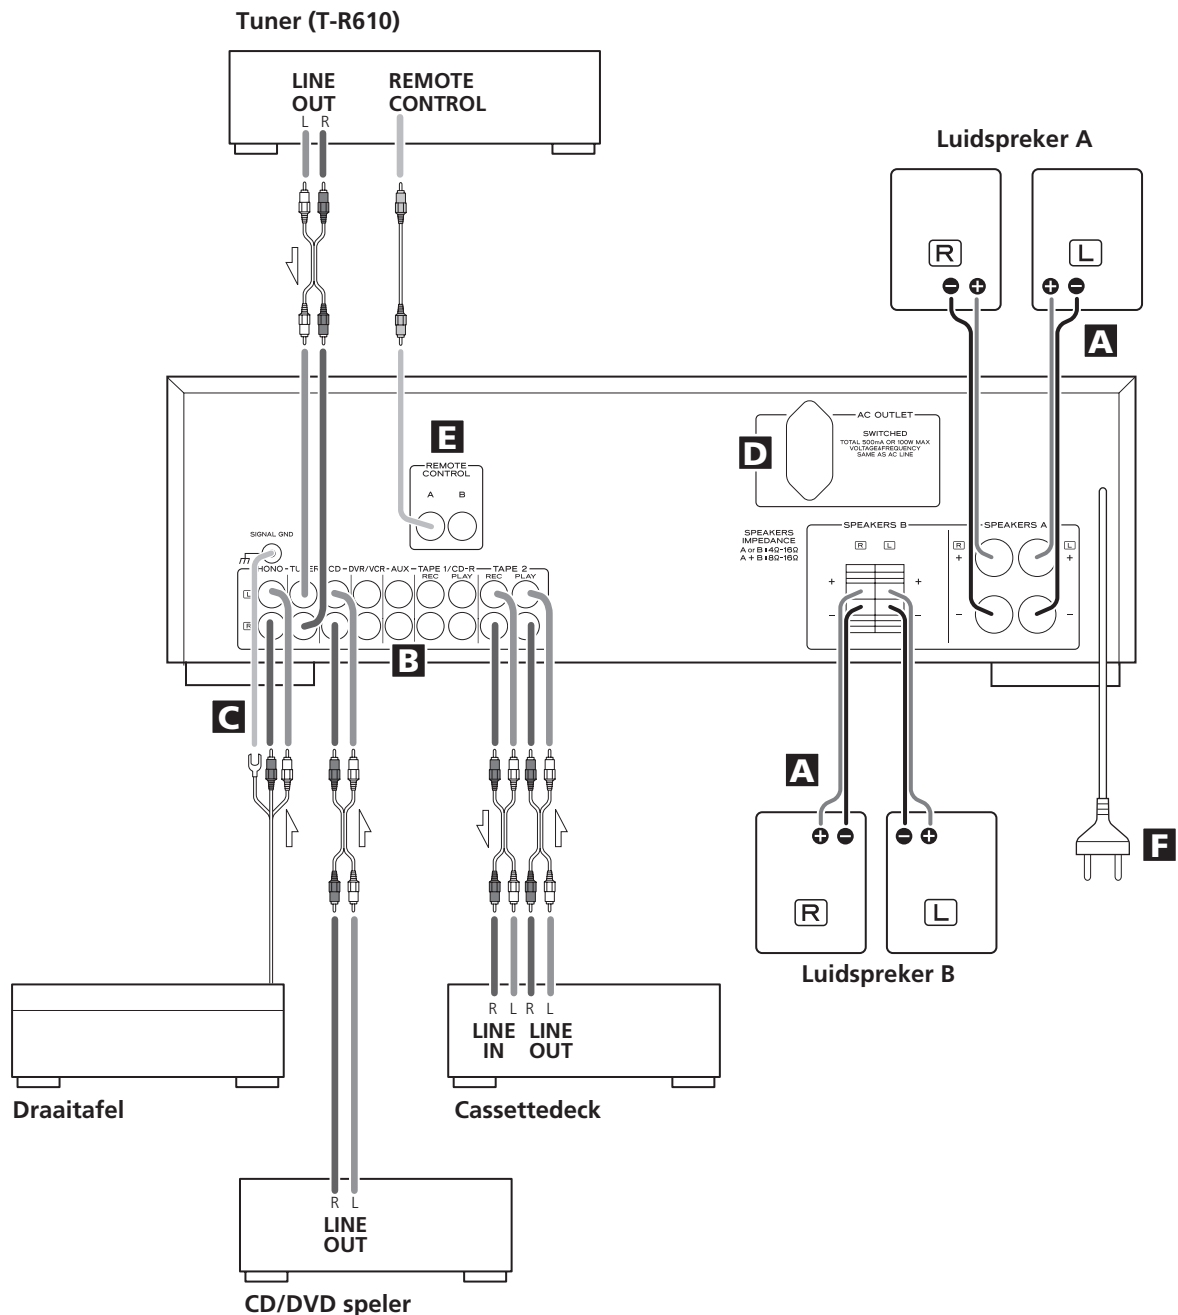 Tuner (T-R610)
LINE OUT
REMOTE CONTROL
L R
Luidspreker A
R
L
A
AC OUTLET
SWITCHED
TOTAL 500mA OR 100W MAX
VOLTAGE&FREQUENCY
SAME AS AC LINE
D
E
REMOTE CONTROL
A B
SPEAKERS IMPEDANCE
A or B : 4Ω-16Ω
A + B : 8Ω-16Ω
SPEAKERS B
R L
+ +
- -
SPEAKERS A
R L
+ +
- -
SIGNAL GND
PHONO - TUNER - CD - DVR/VCR - AUX - TAPE 1/CD-R - TAPE 2
REC PLAY REC PLAY
L
R
B
C
A
F
R
L
Luidspreker B
R L R L
LINE IN
LINE OUT
Draaitafel
Cassettedeck
R L
LINE OUT
CD/DVD speler